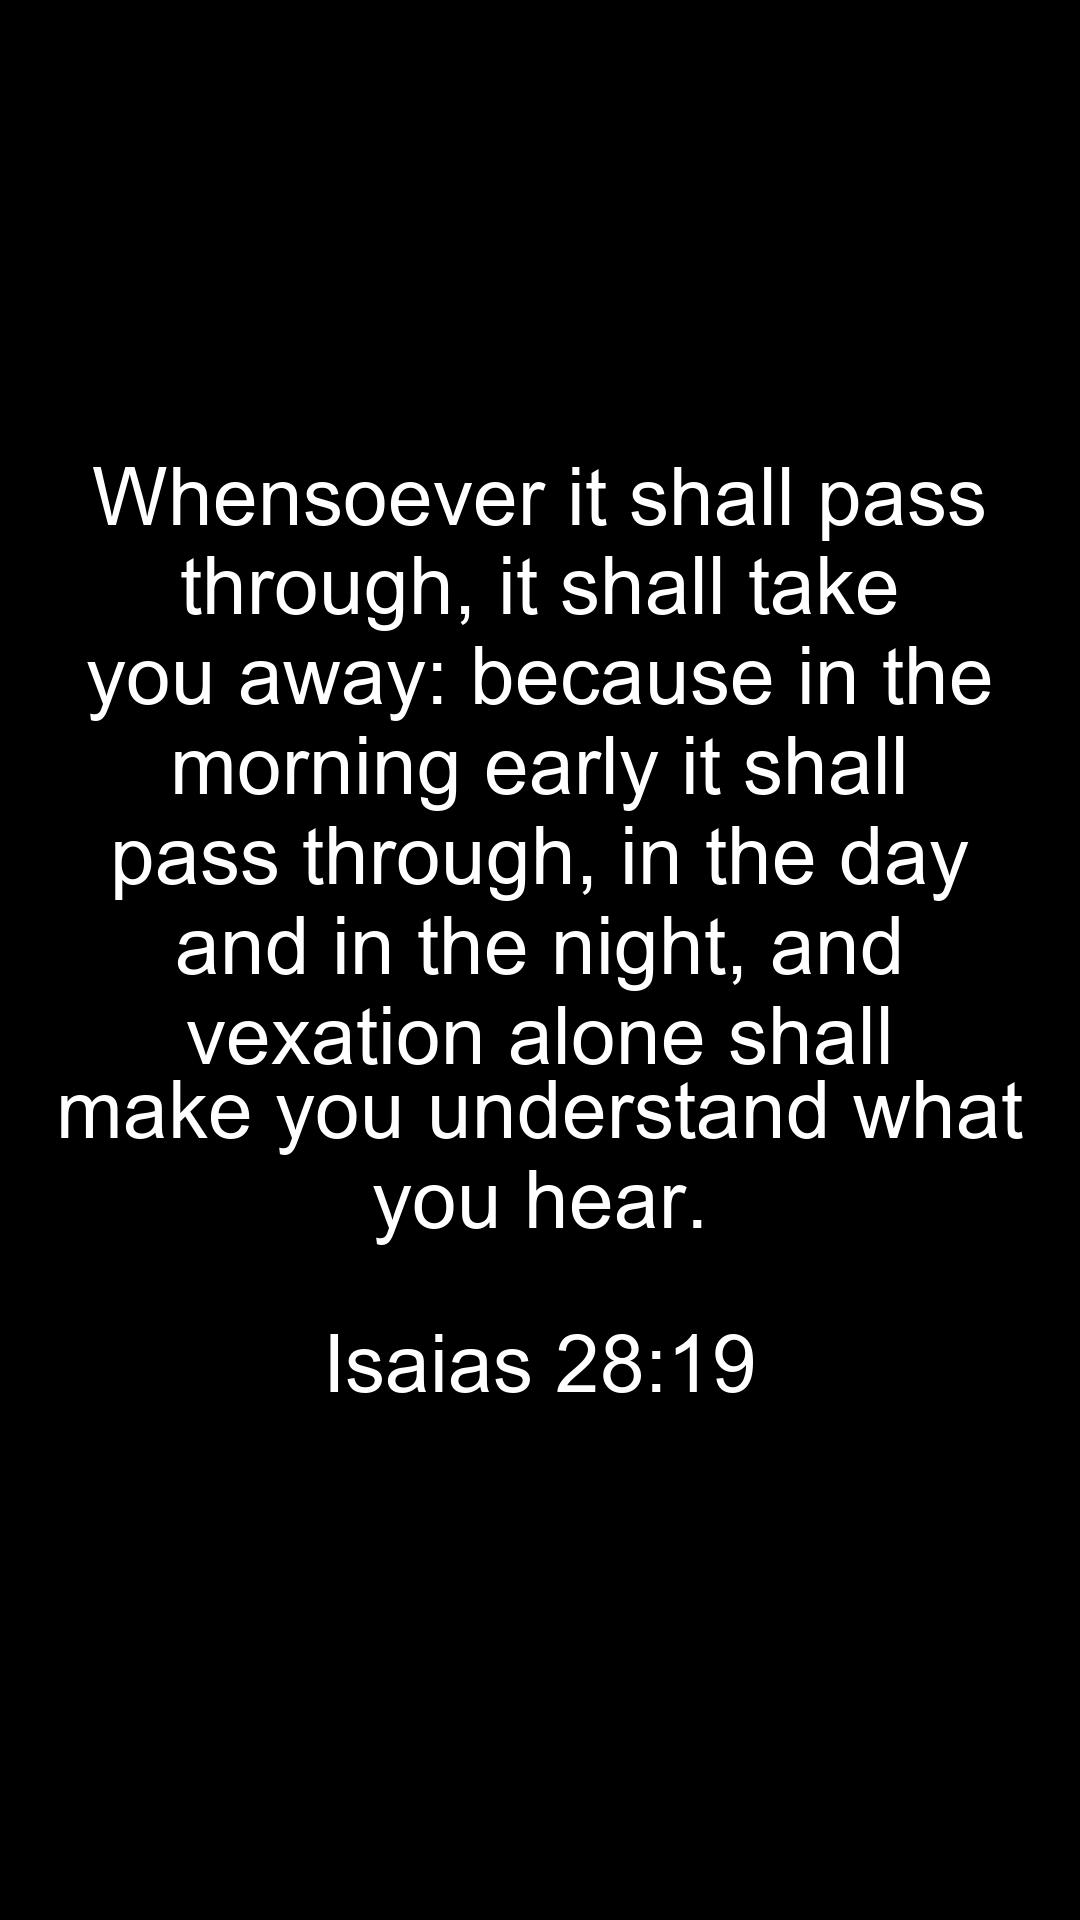 Whensoever it shall pass
through, it shall take
you away: because in the
morning early it shall
pass through, in the day
and in the night, and
vexation alone shall
make you understand what
you hear.
Isaias 28:19